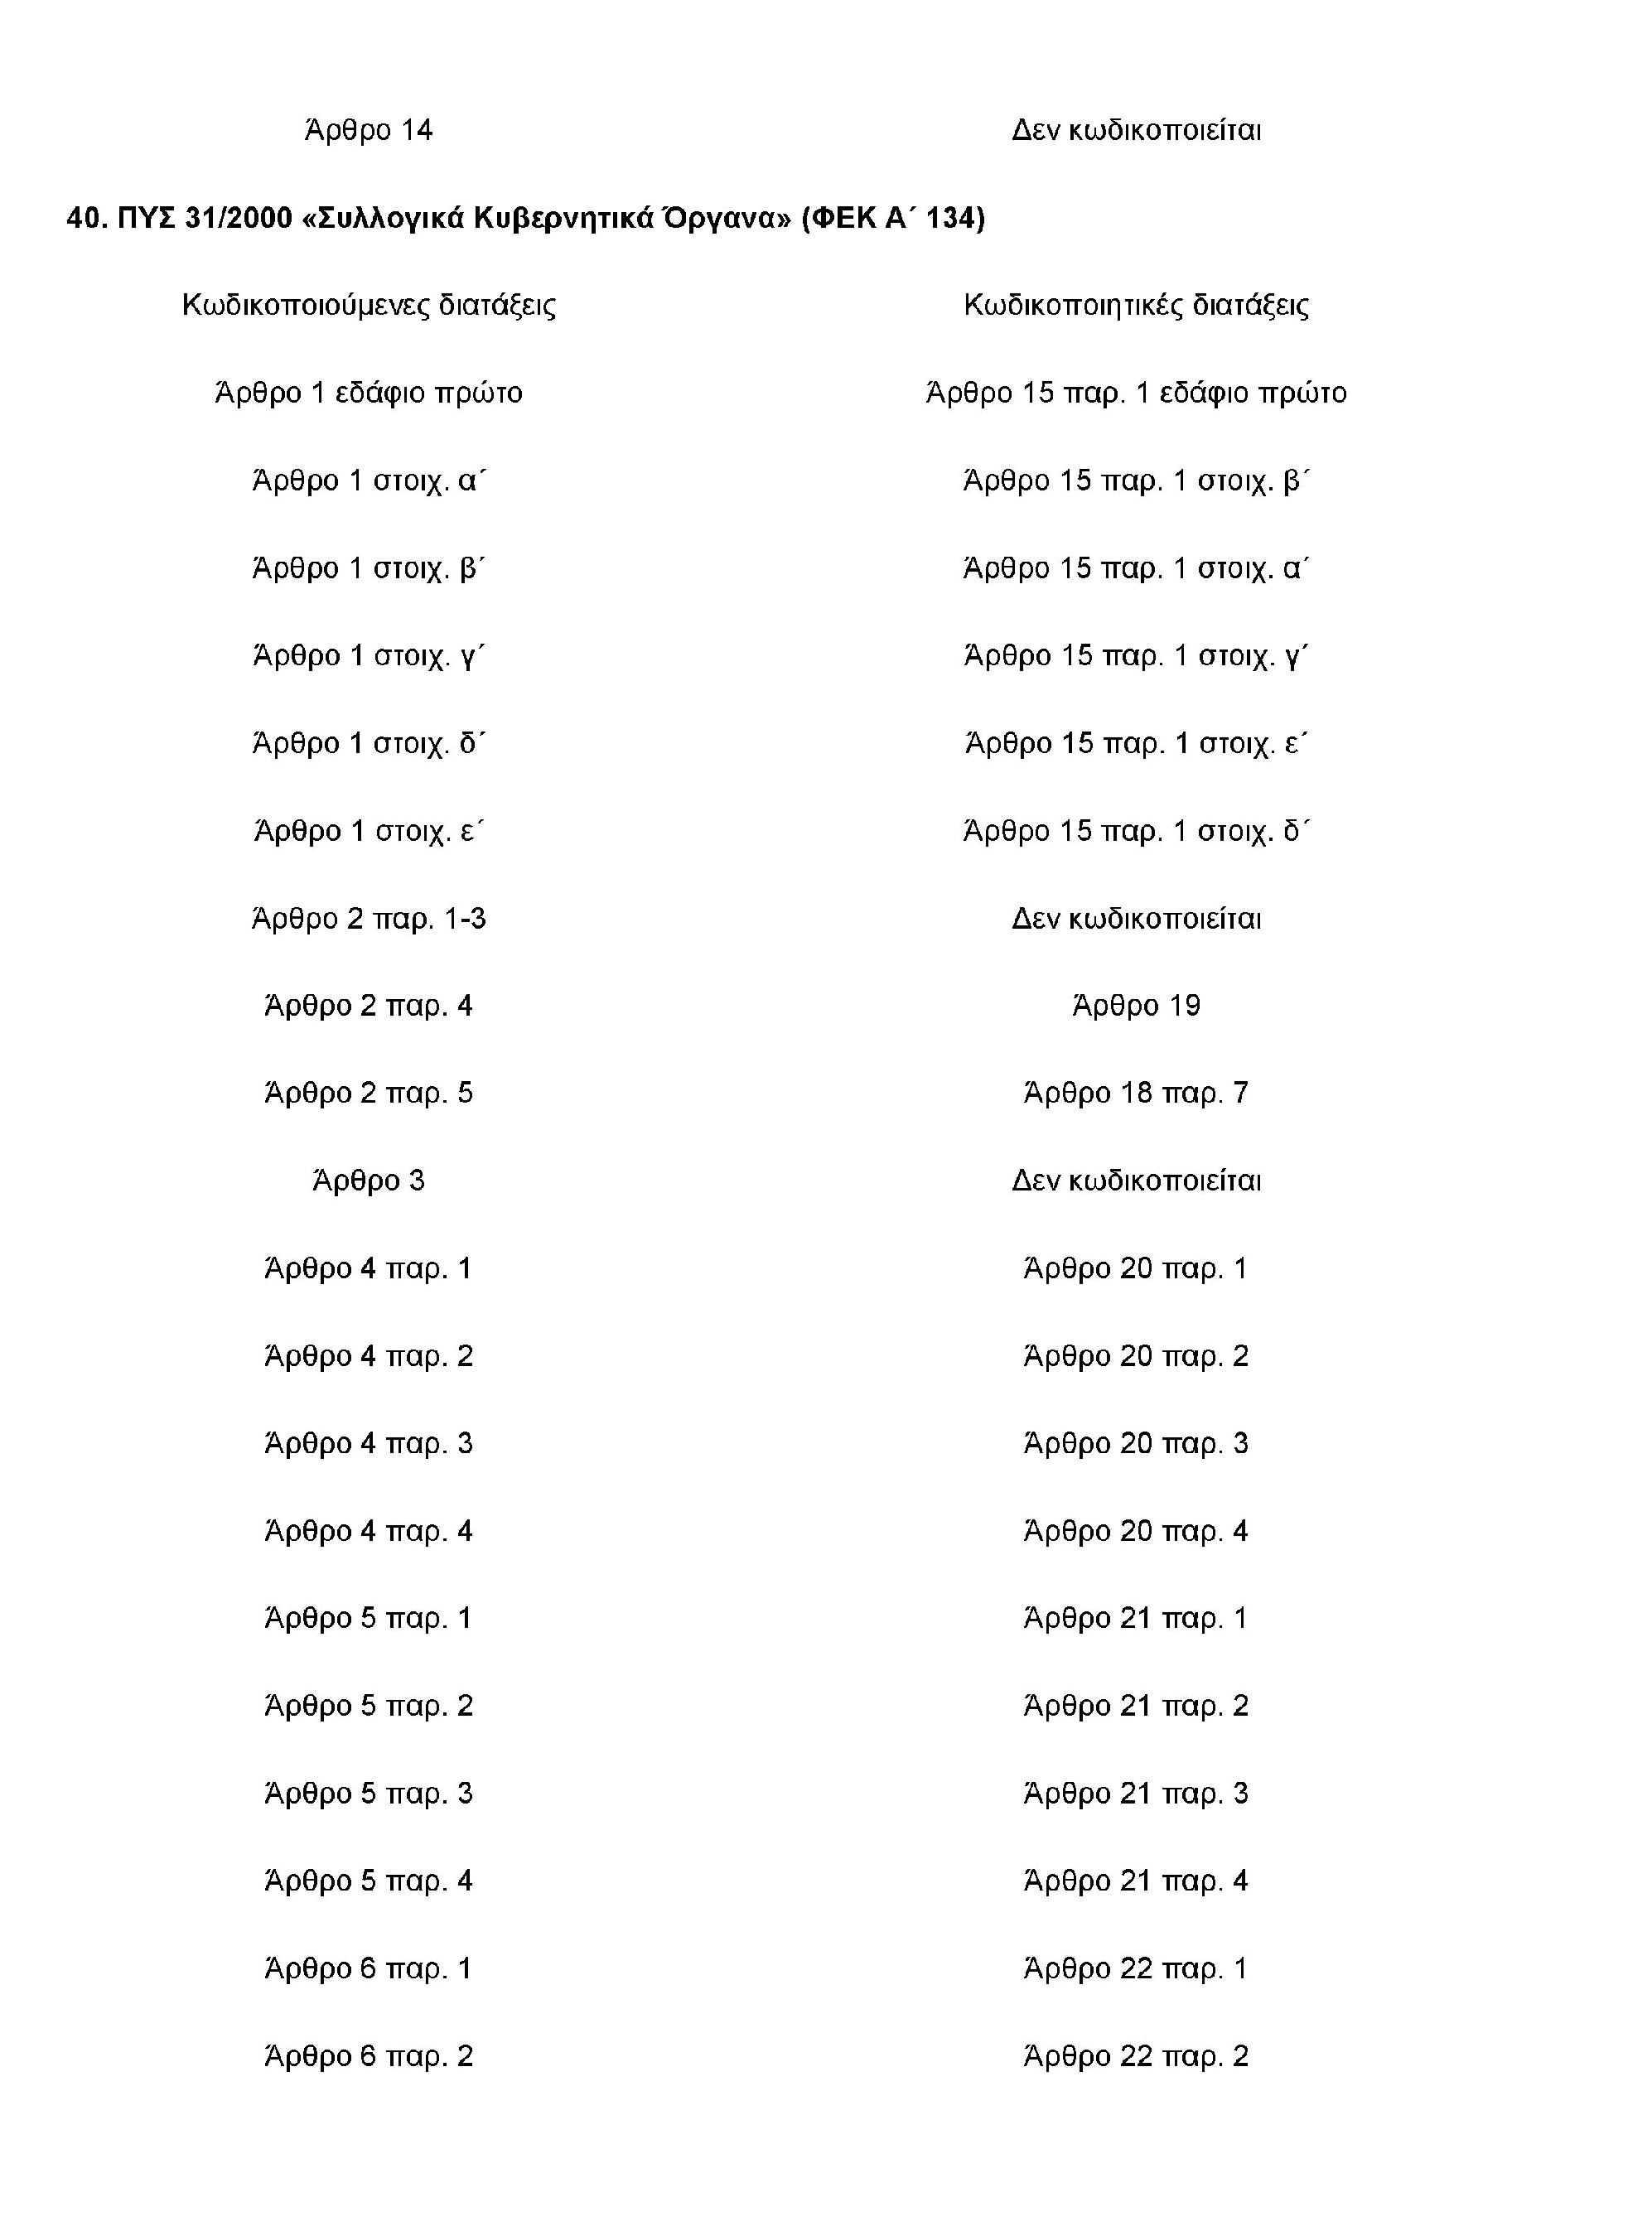 Άρθρο 14 Δεν κωδικοποιείται
40. ΠΥΣ 31/2000 «Συλλογικά Κυβερνητικά Όργανα» (ΦΕΚ Α΄ 134)
Κωδικοποιούμενες διατάξεις Κωδικοποιητικές διατάξεις
Άρθρο 1 εδάφιο πρώτο Άρθρο 15 παρ. 1 εδάφιο πρώτο
Άρθρο 1 στοιχ. α΄ Άρθρο 15 παρ. 1 στοιχ. β΄
Άρθρο 1 στοιχ. β΄ Άρθρο 15 παρ. 1 στοιχ. α΄
Άρθρο 1 στοιχ. γ΄ Άρθρο 15 παρ. 1 στοιχ. γ΄
Άρθρο 1 στοιχ. δ΄ Άρθρο 15 παρ. 1 στοιχ. ε΄
Άρθρο 1 στοιχ. ε΄ Άρθρο 15 παρ. 1 στοιχ. δ΄
Άρθρο 2 παρ. 1-3 Δεν κωδικοποιείται
Άρθρο 2 παρ. 4 Άρθρο 19
Άρθρο 2 παρ. 5 Άρθρο 18 παρ. 7
Άρθρο 3 Δεν κωδικοποιείται
Άρθρο 4 παρ. 1 Άρθρο 20 παρ. 1
Άρθρο 4 παρ. 2 Άρθρο 20 παρ. 2
Άρθρο 4 παρ. 3 Άρθρο 20 παρ. 3
Άρθρο 4 παρ. 4 Άρθρο 20 παρ. 4
Άρθρο 5 παρ. 1 Άρθρο 21 παρ. 1
Άρθρο 5 παρ. 2 Άρθρο 21 παρ. 2
Άρθρο 5 παρ. 3 Άρθρο 21 παρ. 3
Άρθρο 5 παρ. 4 Άρθρο 21 παρ. 4
Άρθρο 6 παρ. 1 Άρθρο 22 παρ. 1
Άρθρο 6 παρ. 2 Άρθρο 22 παρ. 2